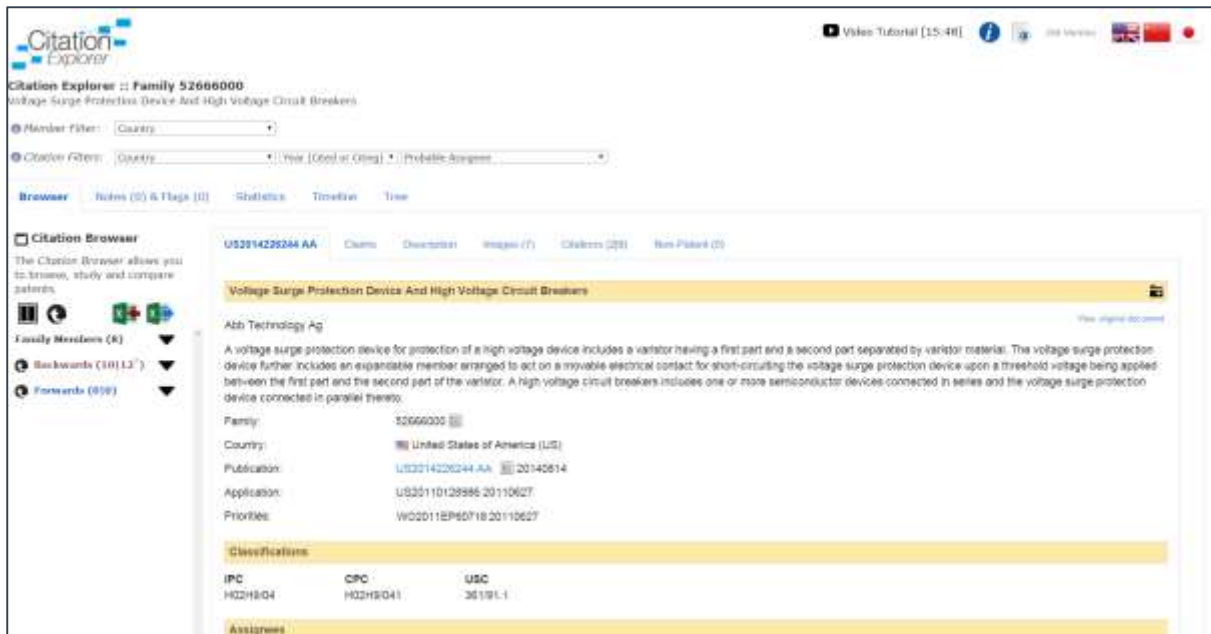 Citation
Explorer
Video Tutorial [15:46]
Citation Explorer :: Family 52666000
Voltage Surge Protection Device And High Voltage Circuit Breakers
Member Filter: Country
Citation Filters: Country Year (Cited or Citing) Probable Assignee
Browser Notes (0) & Flags (0) Statistics Timeline Tree
Citation Browser
The Citation Browser allows you
to browse, study and compare
patents.
Family Members (8)
Backwards
Forwards
US2014226244 AA Claims Description Images (7) Citations Non-Patent (0)
Voltage Surge Protection Device And High Voltage Circuit Breakers
View original document
Abb Technology Ag
A voltage surge protection device for protection of a high voltage device includes a varistor having a first part and a second part separated by varistor material. The voltage surge protection
device further includes an expandable member arranged to act on a movable electrical contact for short-circuiting the voltage surge protection device upon a threshold voltage being applied
between the first part and the second part of the varistor. A high voltage circuit breakers includes one or more semiconductor devices connected in series and the voltage surge protection
device connected in parallel thereto.
Family: 52666000
Country: United States of America (US)
Publication: US2014226244 AA 20140814
Application: US20110128986 20110627
Priorities: WO2011EP60718 20110627
Classifications
IPC CPC USC
H02H9/04 H02H9/041 361/91.1
Assignees